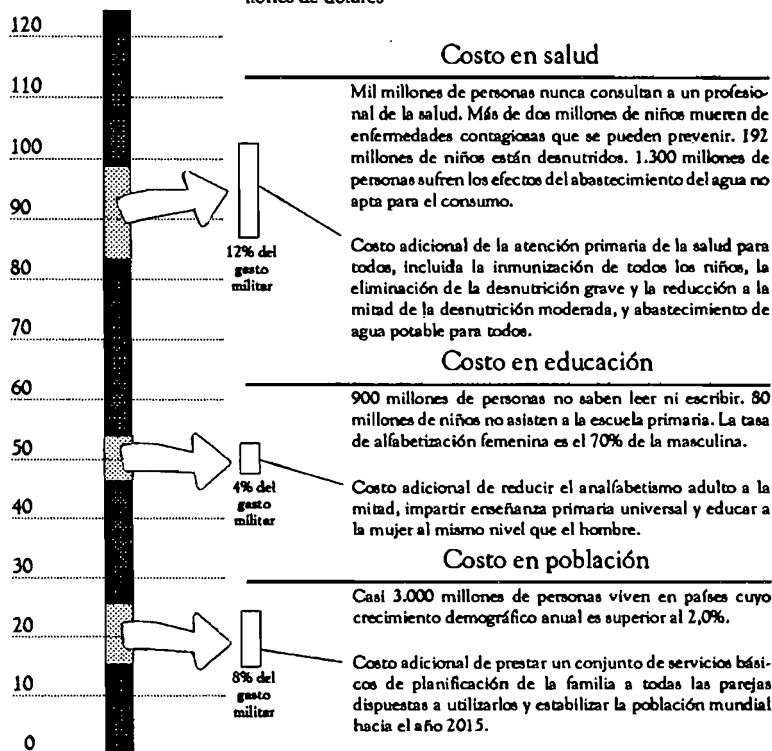 llones de dólares
120
110
100
90
80
70
60
50
40
30
20
10
0
12% del
gasto
militar
4% del
gasto
militar
8% del
gasto
militar
Costo en salud
Mil millones de personas nunca consultan a un profesio-
nal de la salud. Más de dos millones de niños mueren de
enfermedades contagiosas que se pueden prevenir. 192
millones de niños están desnutridos. 1.300 millones de
personas sufren los efectos del abastecimiento del agua no
apta para el consumo.
Costo adicional de la atención primaria de la salud para
todos, incluida la inmunización de todos los niños, la
eliminación de la desnutrición grave y la reducción a la
mitad de la desnutrición moderada, y abastecimiento de
agua potable para todos.
Costo en educación
900 millones de personas no saben leer ni escribir. 80
millones de niños no asisten a la escuela primaria. La tasa
de alfabetización femenina es el 70% de la masculina.
Costo adicional de reducir el analfabetismo adulto a la
mitad, impartir enseñanza primaria universal y educar a
la mujer al mismo nivel que el hombre.
Costo en población
Casi 3.000 millones de personas viven en países cuyo
crecimiento demográfico anual es superior al 2,0%.
Costo adicional de prestar un conjunto de servicios bási-
cos de planificación de la familia a todas las parejas
dispuestas a utilizarlos y estabilizar la población mundial
hacia el año 2015.